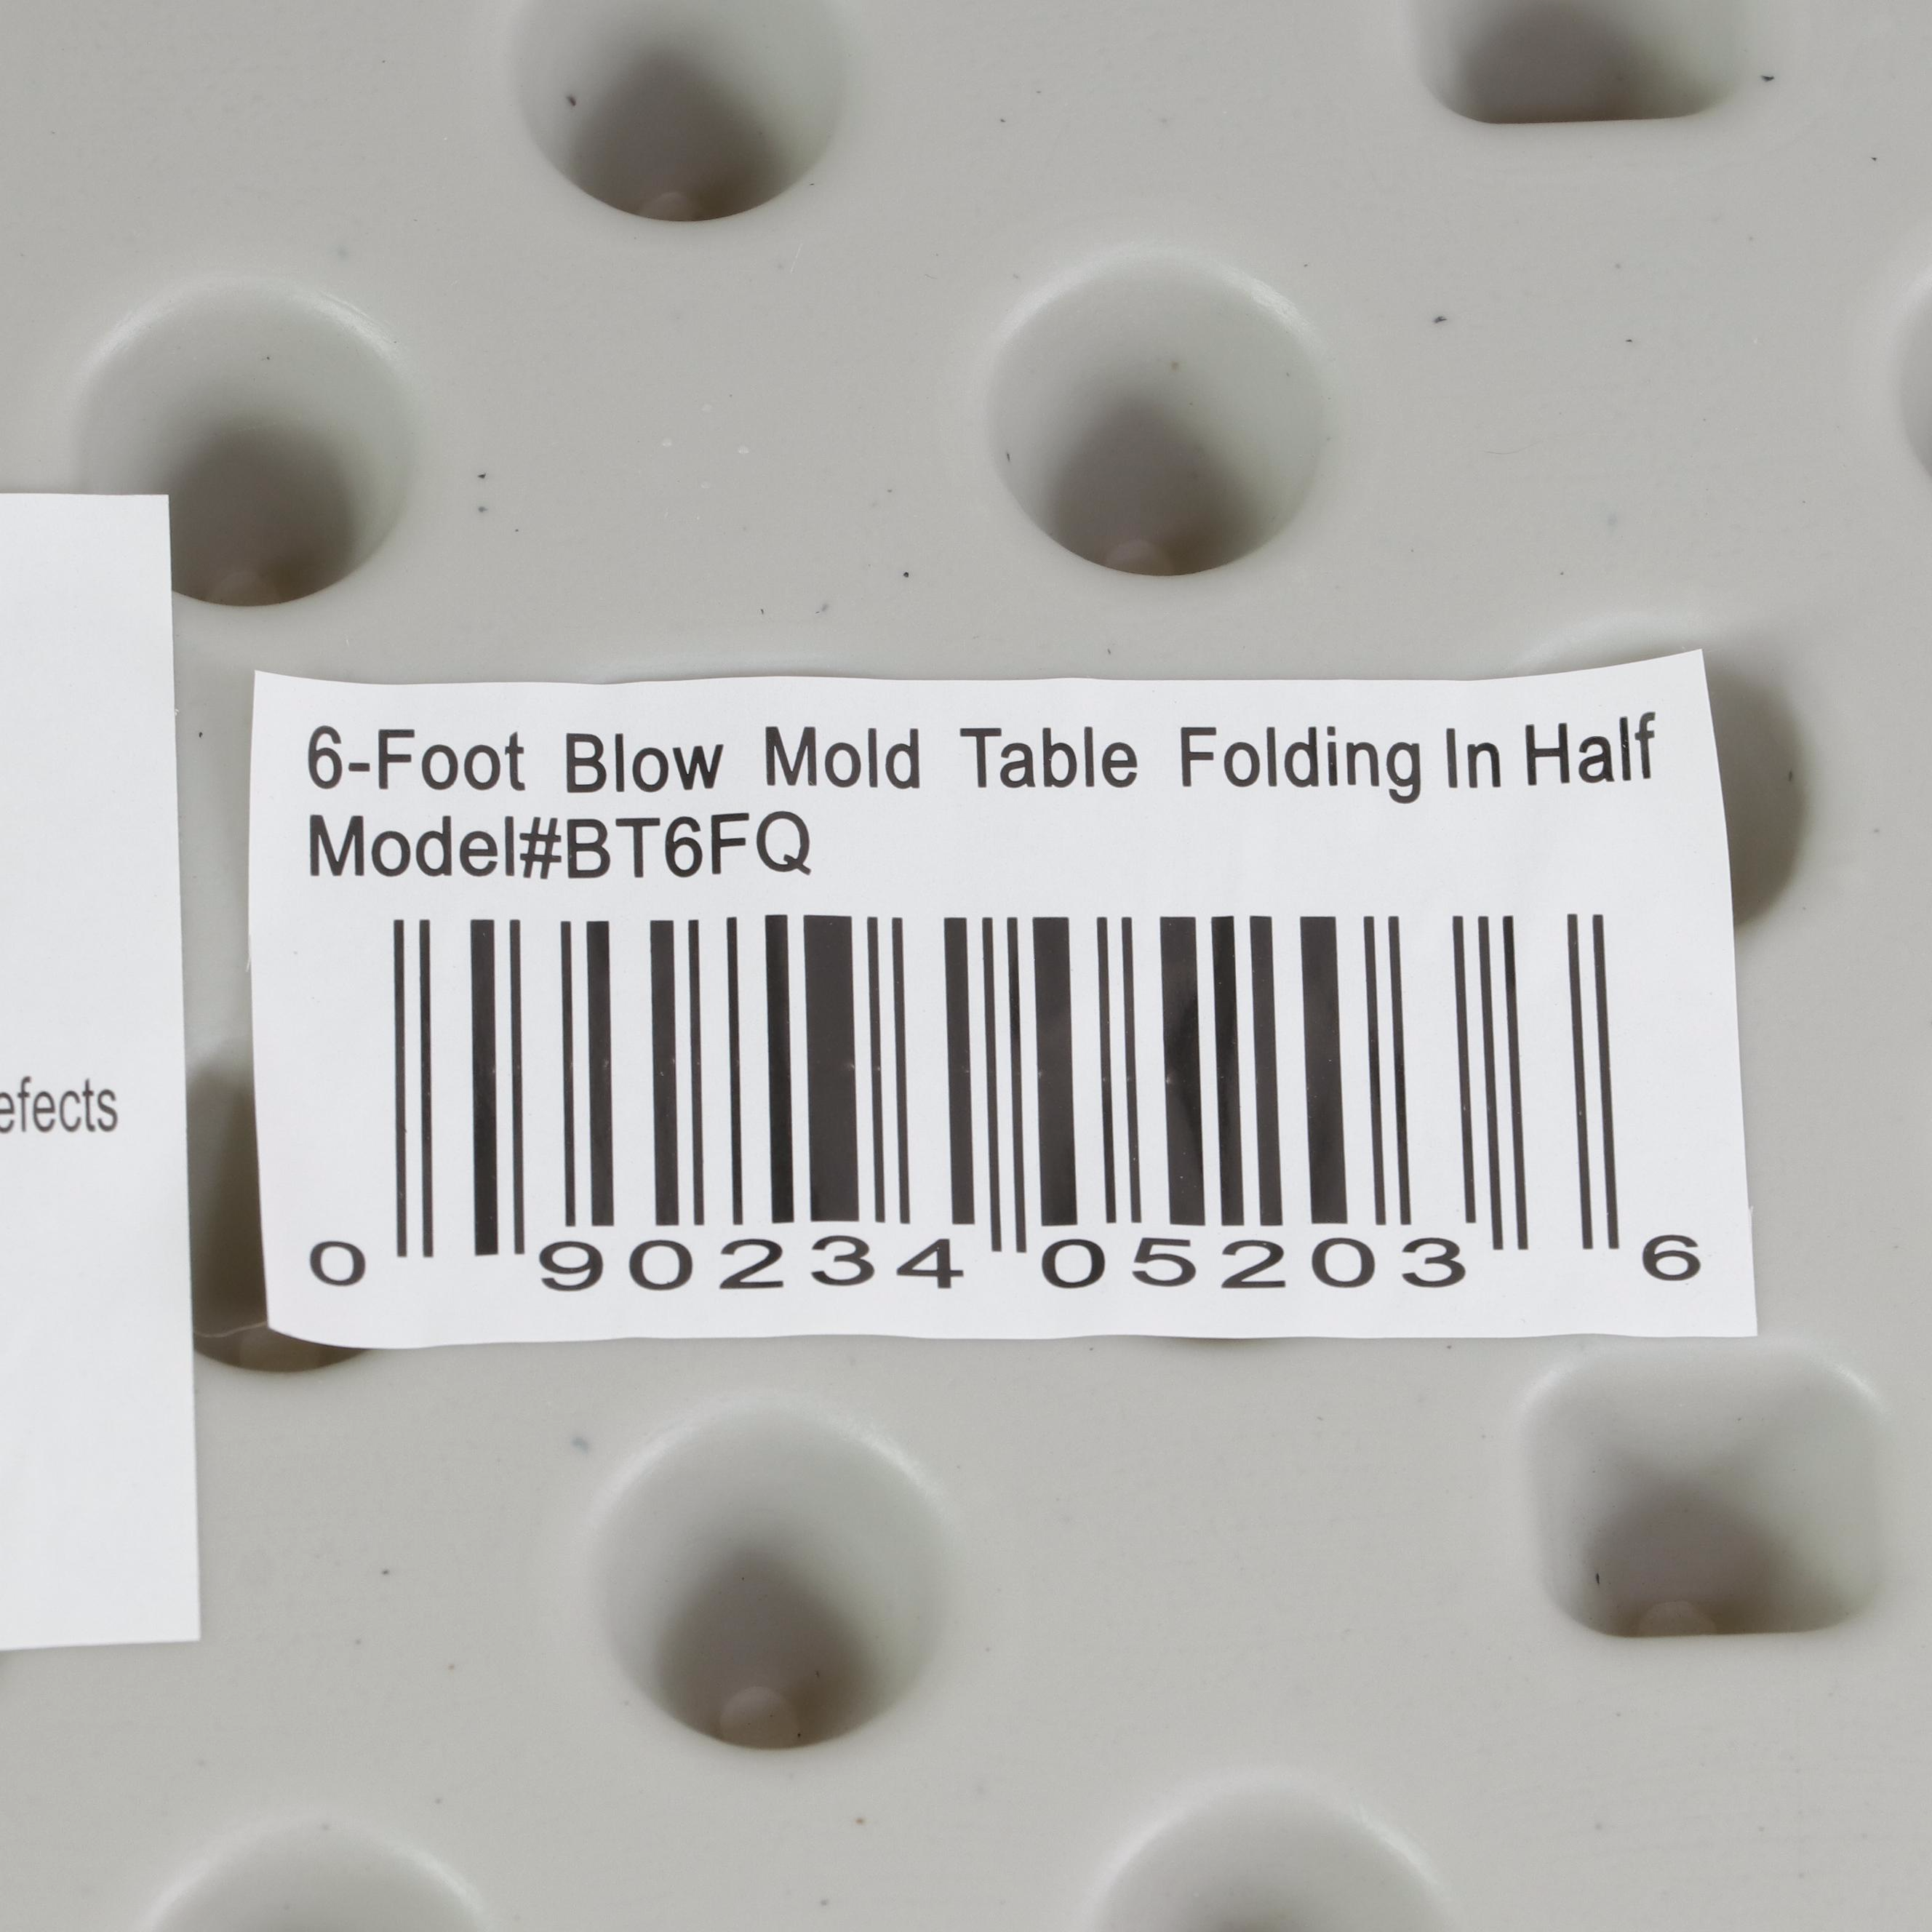 6-Foot Blow Mold Table Folding In Half
Model#BT6FQ
efects
0 90234 05203 6